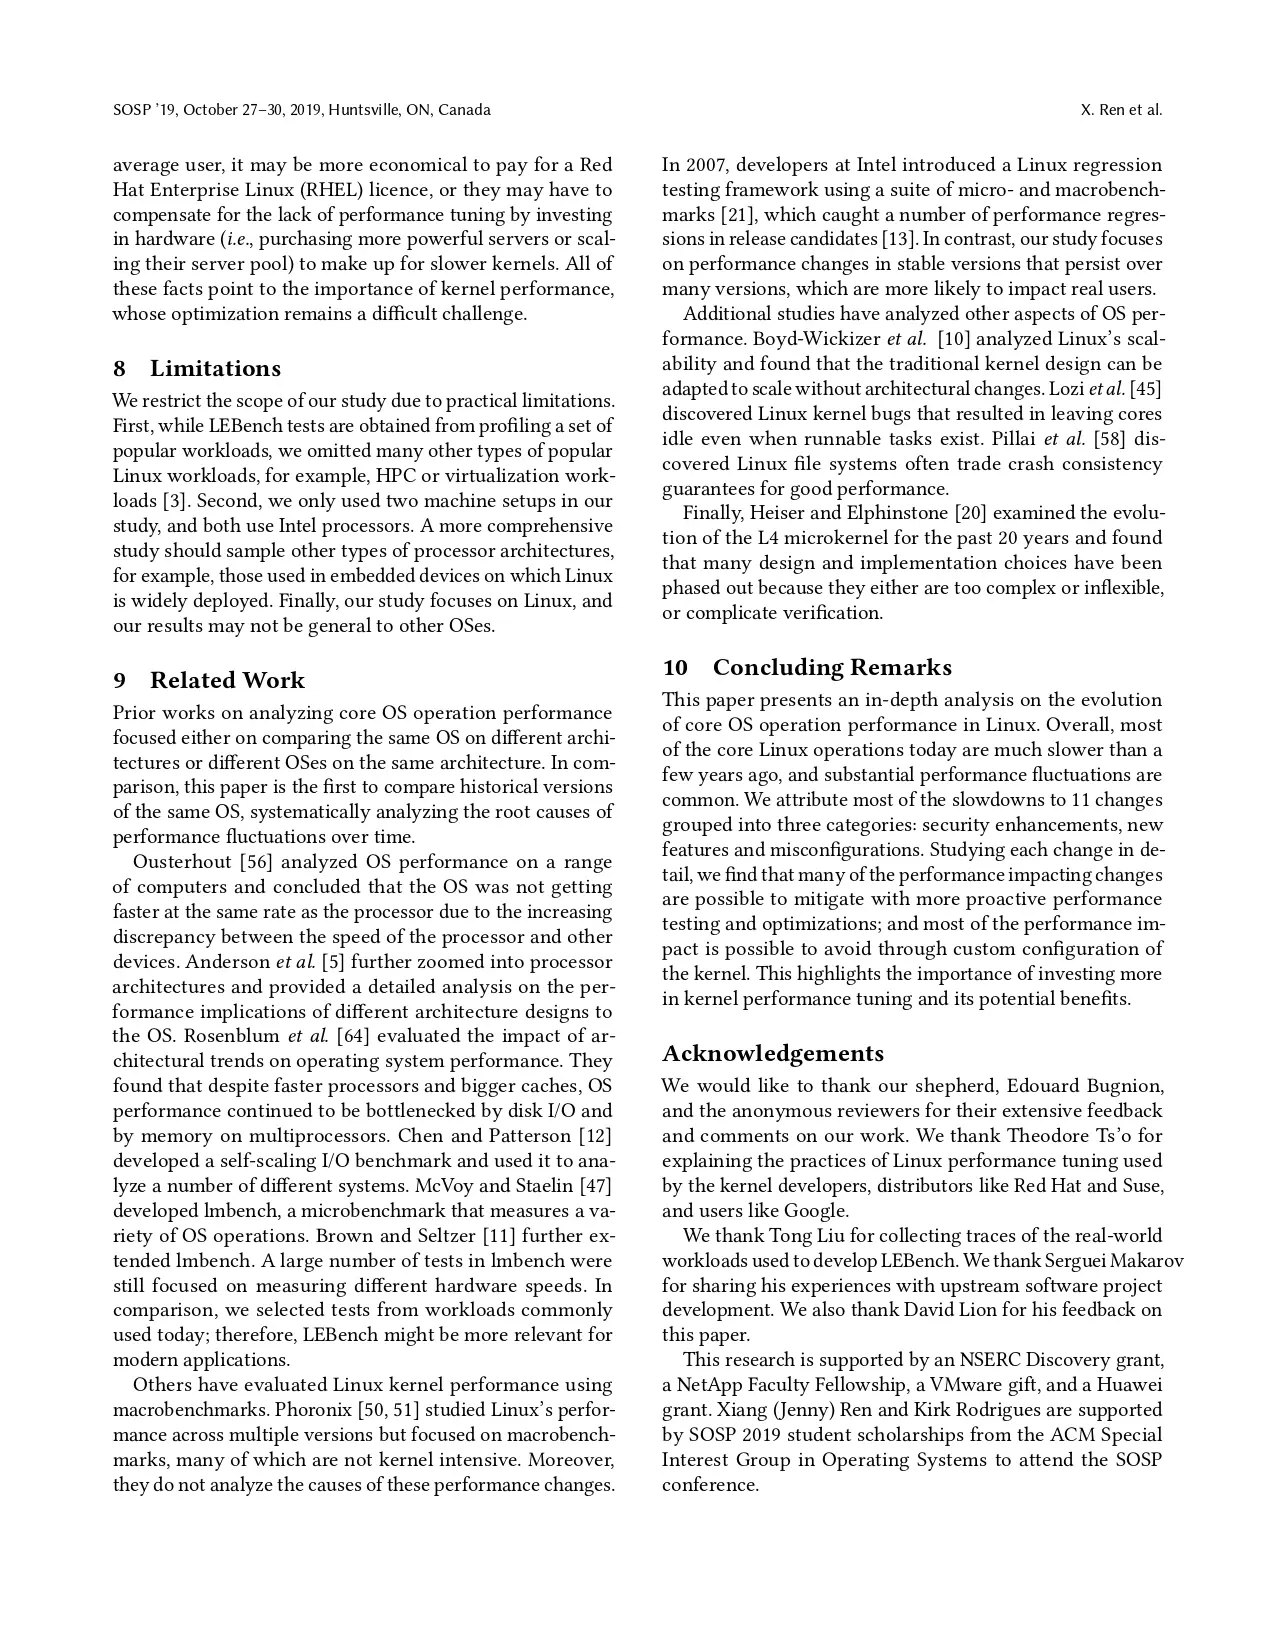 SOSP ’19, October 27–30, 2019, Huntsville, ON, Canada
X. Ren et al.
average user, it may be more economical to pay for a Red
Hat Enterprise Linux (RHEL) licence, or they may have to
compensate for the lack of performance tuning by investing
in hardware (i.e., purchasing more powerful servers or scal-
ing their server pool) to make up for slower kernels. All of
these facts point to the importance of kernel performance,
whose optimization remains a difficult challenge.
8 Limitations
We restrict the scope of our study due to practical limitations.
First, while LEBench tests are obtained from profiling a set of
popular workloads, we omitted many other types of popular
Linux workloads, for example, HPC or virtualization work-
loads [3]. Second, we only used two machine setups in our
study, and both use Intel processors. A more comprehensive
study should sample other types of processor architectures,
for example, those used in embedded devices on which Linux
is widely deployed. Finally, our study focuses on Linux, and
our results may not be general to other OSes.
9 Related Work
Prior works on analyzing core OS operation performance
focused either on comparing the same OS on different archi-
tectures or different OSes on the same architecture. In com-
parison, this paper is the first to compare historical versions
of the same OS, systematically analyzing the root causes of
performance fluctuations over time.
Ousterhout [56] analyzed OS performance on a range
of computers and concluded that the OS was not getting
faster at the same rate as the processor due to the increasing
discrepancy between the speed of the processor and other
devices. Anderson et al. [5] further zoomed into processor
architectures and provided a detailed analysis on the per-
formance implications of different architecture designs to
the OS. Rosenblum et al. [64] evaluated the impact of ar-
chitectural trends on operating system performance. They
found that despite faster processors and bigger caches, OS
performance continued to be bottlenecked by disk I/O and
by memory on multiprocessors. Chen and Patterson [12]
developed a self-scaling I/O benchmark and used it to ana-
lyze a number of different systems. McVoy and Staelin [47]
developed lmbench, a microbenchmark that measures a va-
riety of OS operations. Brown and Seltzer [11] further ex-
tended lmbench. A large number of tests in lmbench were
still focused on measuring different hardware speeds. In
comparison, we selected tests from workloads commonly
used today; therefore, LEBench might be more relevant for
modern applications.
Others have evaluated Linux kernel performance using
macrobenchmarks. Phoronix [50, 51] studied Linux’s perfor-
mance across multiple versions but focused on macrobench-
marks, many of which are not kernel intensive. Moreover,
they do not analyze the causes of these performance changes.
In 2007, developers at Intel introduced a Linux regression
testing framework using a suite of micro- and macrobench-
marks [21], which caught a number of performance regres-
sions in release candidates [13]. In contrast, our study focuses
on performance changes in stable versions that persist over
many versions, which are more likely to impact real users.
Additional studies have analyzed other aspects of OS per-
formance. Boyd-Wickizer et al. [10] analyzed Linux’s scal-
ability and found that the traditional kernel design can be
adapted to scale without architectural changes. Lozi et al. [45]
discovered Linux kernel bugs that resulted in leaving cores
idle even when runnable tasks exist. Pillai et al. [58] dis-
covered Linux file systems often trade crash consistency
guarantees for good performance.
Finally, Heiser and Elphinstone [20] examined the evolu-
tion of the L4 microkernel for the past 20 years and found
that many design and implementation choices have been
phased out because they either are too complex or inflexible,
or complicate verification.
10 Concluding Remarks
This paper presents an in-depth analysis on the evolution
of core OS operation performance in Linux. Overall, most
of the core Linux operations today are much slower than a
few years ago, and substantial performance fluctuations are
common. We attribute most of the slowdowns to 11 changes
grouped into three categories: security enhancements, new
features and misconfigurations. Studying each change in de-
tail, we find that many of the performance impacting changes
are possible to mitigate with more proactive performance
testing and optimizations; and most of the performance im-
pact is possible to avoid through custom configuration of
the kernel. This highlights the importance of investing more
in kernel performance tuning and its potential benefits.
Acknowledgements
We would like to thank our shepherd, Edouard Bugnion,
and the anonymous reviewers for their extensive feedback
and comments on our work. We thank Theodore Ts’o for
explaining the practices of Linux performance tuning used
by the kernel developers, distributors like Red Hat and Suse,
and users like Google.
We thank Tong Liu for collecting traces of the real-world
workloads used to develop LEBench. We thank Serguei Makarov
for sharing his experiences with upstream software project
development. We also thank David Lion for his feedback on
this paper.
This research is supported by an NSERC Discovery grant,
a NetApp Faculty Fellowship, a VMware gift, and a Huawei
grant. Xiang (Jenny) Ren and Kirk Rodrigues are supported
by SOSP 2019 student scholarships from the ACM Special
Interest Group in Operating Systems to attend the SOSP
conference.